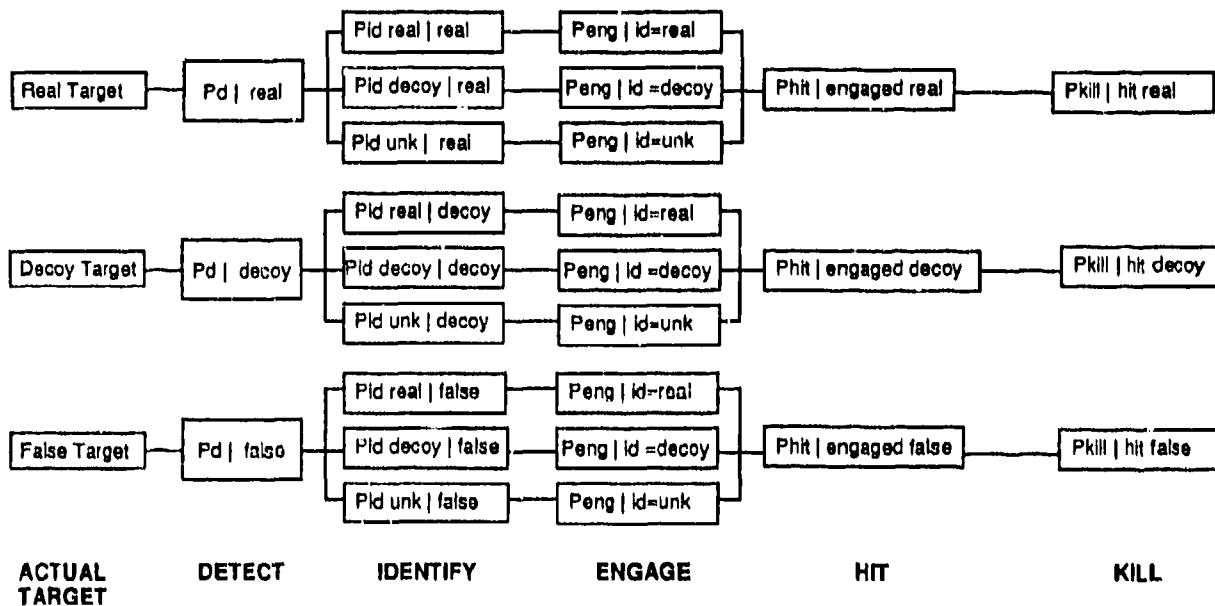 Pid real | real
Peng | id=real
Real Target
Pd | real
Pid decoy | real
Peng | id =decoy
Phit | engaged real
Pkill | hit real
Pid unk | real
Peng | id=unk
Pid real | decoy
Peng | id=real
Decoy Target
Pd | decoy
Pid decoy | decoy
Peng | id =decoy
Phit | engaged decoy
Pkill | hit decoy
Pid unk | decoy
Peng | id=unk
Pid real | false
Peng | id=real
False Target
Pd | false
Pid decoy | false
Peng | id =decoy
Phit | engaged false
Pkill | hit false
Pid unk | false
Peng | id=unk
ACTUAL
TARGET
DETECT
IDENTIFY
ENGAGE
HIT
KILL